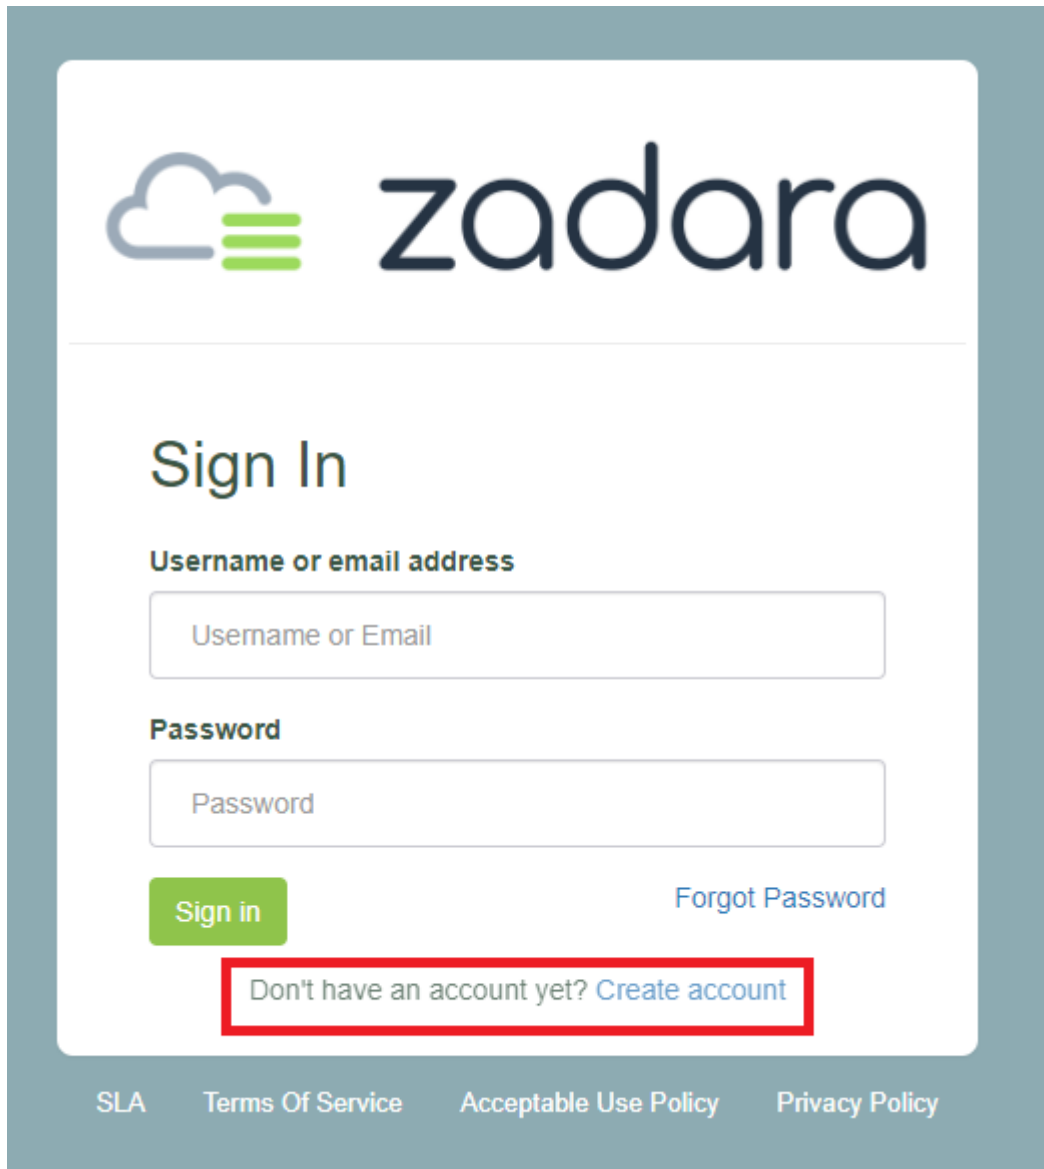 zadara
Sign In
Username or email address
Username or Email
Password
Password
Sign in
Forgot Password
Don't have an account yet? Create account
SLA Terms Of Service Acceptable Use Policy Privacy Policy